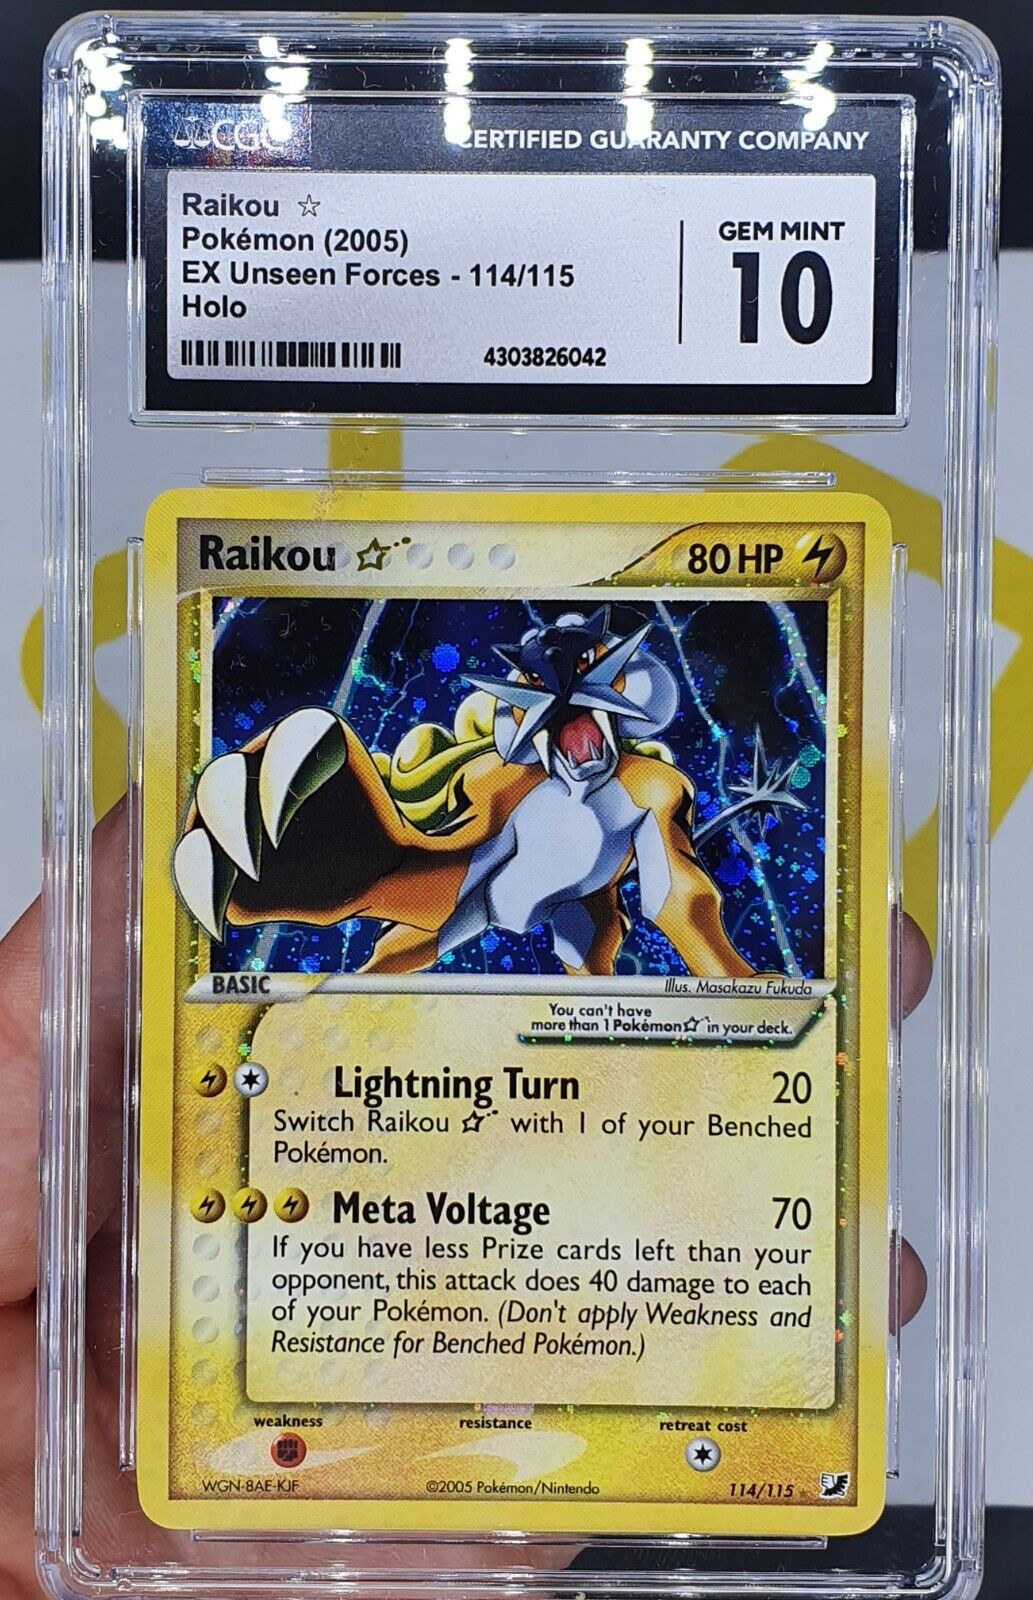 CGC
CERTIFIED GUARANTY COMPANY
Raikou ☆
Pokémon (2005)
EX Unseen Forces - 114/115
Holo
4303826042
GEM MINT
10
Raikou ☆
80 HP
BASIC
Illus. Masakazu Fukuda
You can't have
more than 1 Pokémon☆ in your deck.
Lightning Turn 20
Switch Raikou ☆ with 1 of your Benched
Pokémon.
Meta Voltage 70
If you have less Prize cards left than your
opponent, this attack does 40 damage to each
of your Pokémon. (Don't apply Weakness and
Resistance for Benched Pokémon.)
weakness resistance retreat cost
WGN-8AE-KJF ©2005 Pokémon/Nintendo 114/115 ★